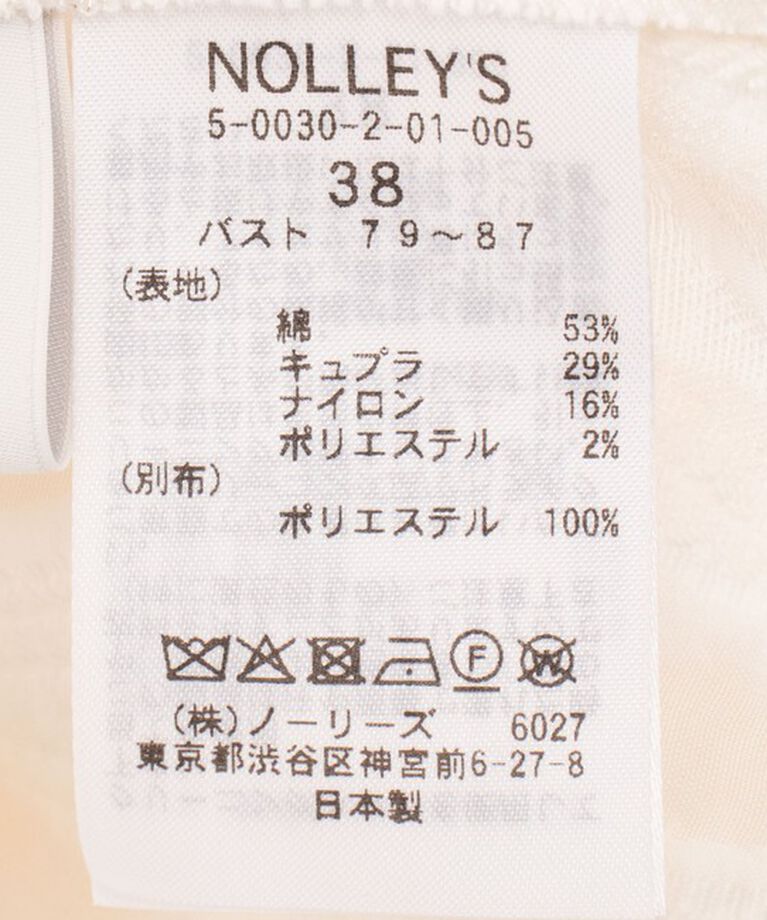 NOLLEY'S
5-0030-2-01-005
38
バスト 79～87
(表地)
綿 53%
キュプラ 29%
ナイロン 16%
ポリエステル 2%
(別布)
ポリエステル 100%
F W
(株)ノーリーズ 6027
東京都渋谷区神宮前6-27-8
日本製